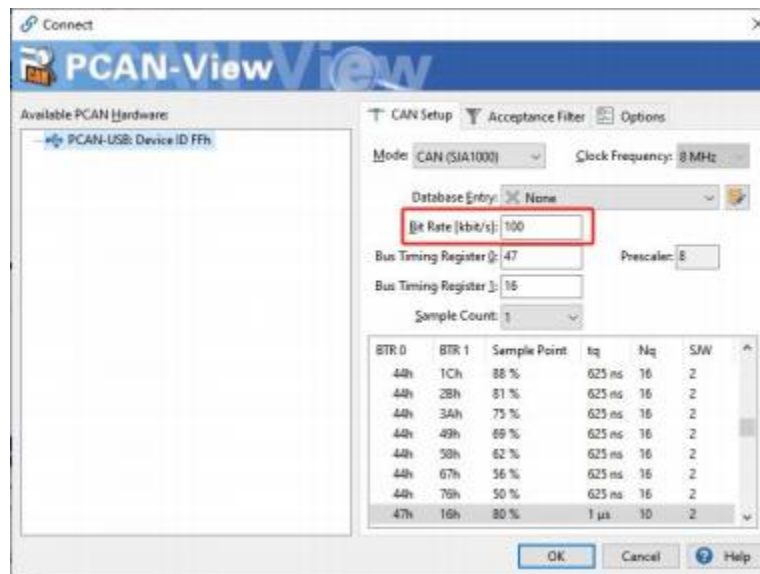 Connect
PCAN-View
Available PCAN Hardware:
PCAN-USB: Device ID FFh
CAN Setup Acceptance Filter Options
Mode: CAN (SJA1000) Clock Frequency: 8 MHz
Database Entry: None
Bit Rate [kbit/s]: 100
Bus Timing Register 0: 47 Prescaler: 8
Bus Timing Register 1: 16
Sample Count: 1
BTR 0 BTR 1 Sample Point tq Nq SJW
44h 1Ch 88 % 625 ns 16 2
44h 2Bh 81 % 625 ns 16 2
44h 3Ah 75 % 625 ns 16 2
44h 49h 69 % 625 ns 16 2
44h 58h 62 % 625 ns 16 2
44h 67h 56 % 625 ns 16 2
44h 76h 50 % 625 ns 16 2
47h 16h 80 % 1 µs 10 2
OK Cancel Help